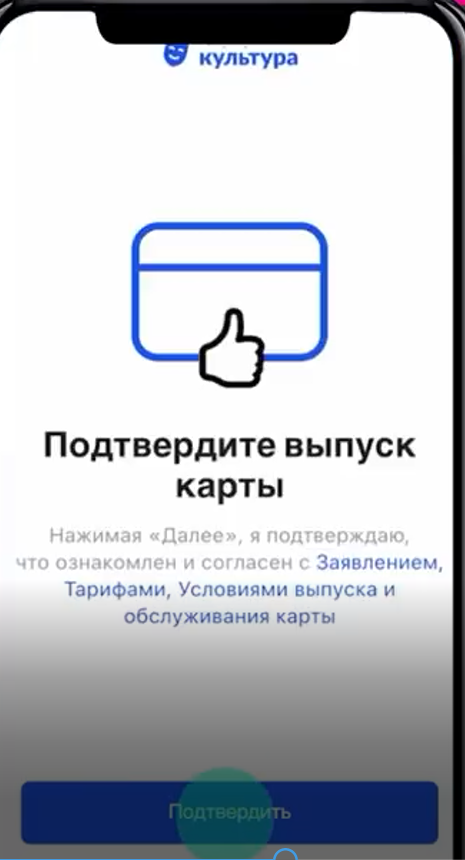 культура
Подтвердите выпуск
карты
Нажимая «Далее», я подтверждаю,
что ознакомлен и согласен с Заявлением,
Тарифами, Условиями выпуска и
обслуживания карты
Подтвердить